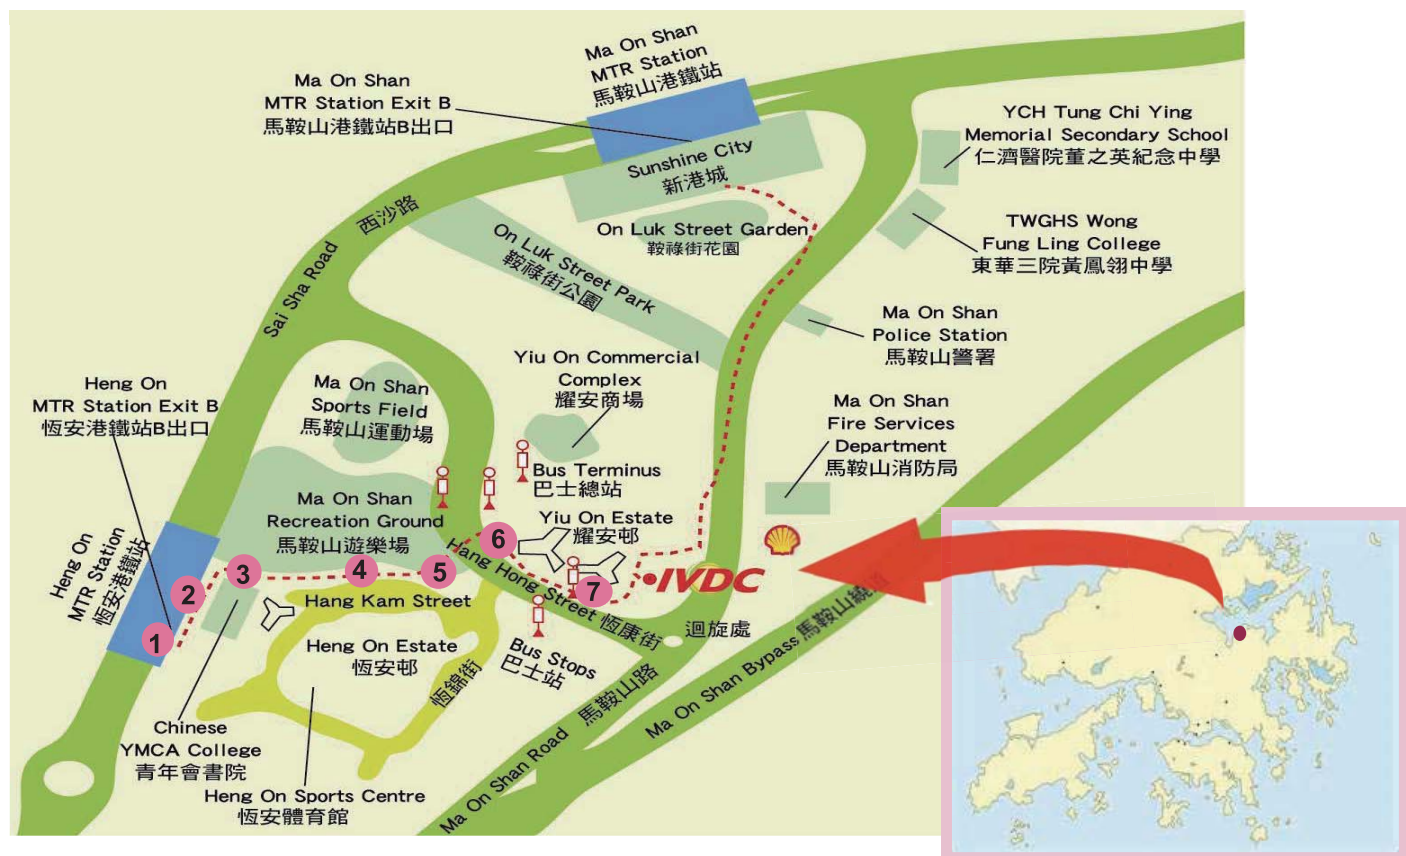 Ma On Shan
MTR Station
馬鞍山港鐵站
Ma On Shan
MTR Station Exit B
馬鞍山港鐵站B出口
YCH Tung Chi Ying
Memorial Secondary School
仁濟醫院董之英紀念中學
Sunshine City
新港城
TWGHS Wong
Fung Ling College
東華三院黃鳳翎中學
On Luk Street Garden
鞍祿街花園
Sai Sha Road
西沙路
On Luk Street Park
鞍祿街公園
Ma On Shan
Police Station
馬鞍山警署
Yiu On Commercial
Complex
耀安商場
Heng On
MTR Station Exit B
恆安港鐵站B出口
Ma On Shan
Sports Field
馬鞍山運動場
Ma On Shan
Fire Services
Department
馬鞍山消防局
Bus Terminus
巴士總站
Ma On Shan
Recreation Ground
馬鞍山遊樂場
Yiu On Estate
耀安邨
Heng On
MTR Station
恆安港鐵站
1
2
3
4
5
6
7
IVDC
Hang Hong Street 恆康街
Hang Kam Street
恆錦街
Heng On Estate
恆安邨
Bus Stops
巴士站
迴旋處
Ma On Shan Road 馬鞍山路
Ma On Shan Bypass 馬鞍山繞道
Chinese
YMCA College
青年會書院
Heng On Sports Centre
恆安體育館